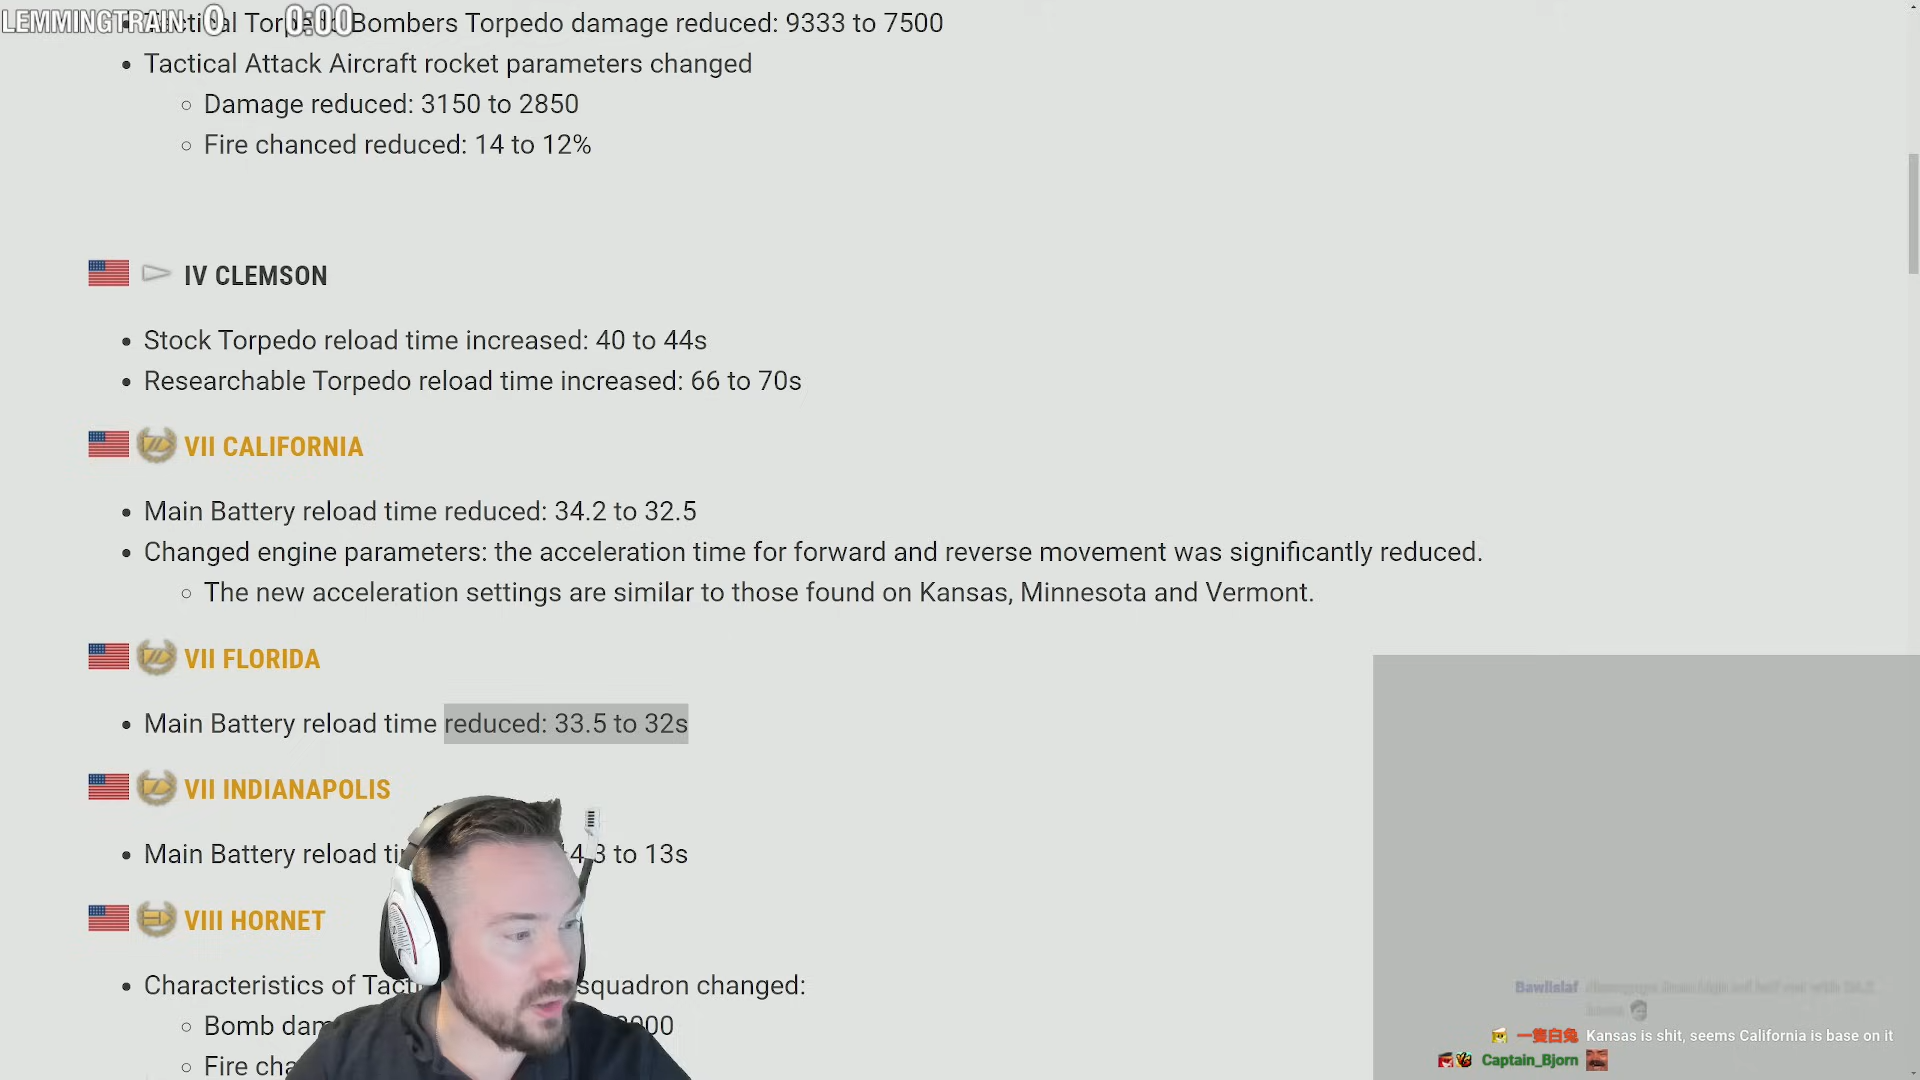 LEMMINGTRAIN 0 0:00
Tactical Torpedo Bombers Torpedo damage reduced: 9333 to 7500
Tactical Attack Aircraft rocket parameters changed
Damage reduced: 3150 to 2850
Fire chanced reduced: 14 to 12%
IV CLEMSON
Stock Torpedo reload time increased: 40 to 44s
Researchable Torpedo reload time increased: 66 to 70s
VII CALIFORNIA
Main Battery reload time reduced: 34.2 to 32.5
Changed engine parameters: the acceleration time for forward and reverse movement was significantly reduced.
The new acceleration settings are similar to those found on Kansas, Minnesota and Vermont.
VII FLORIDA
Main Battery reload time reduced: 33.5 to 32s
VII INDIANAPOLIS
Main Battery reload to 13s
VIII HORNET
Characteristics of squadron changed:
Bomb
Fire
Bawlislaf
一隻白兔 Kansas is shit, seems California is base on it
Captain_Bjorn